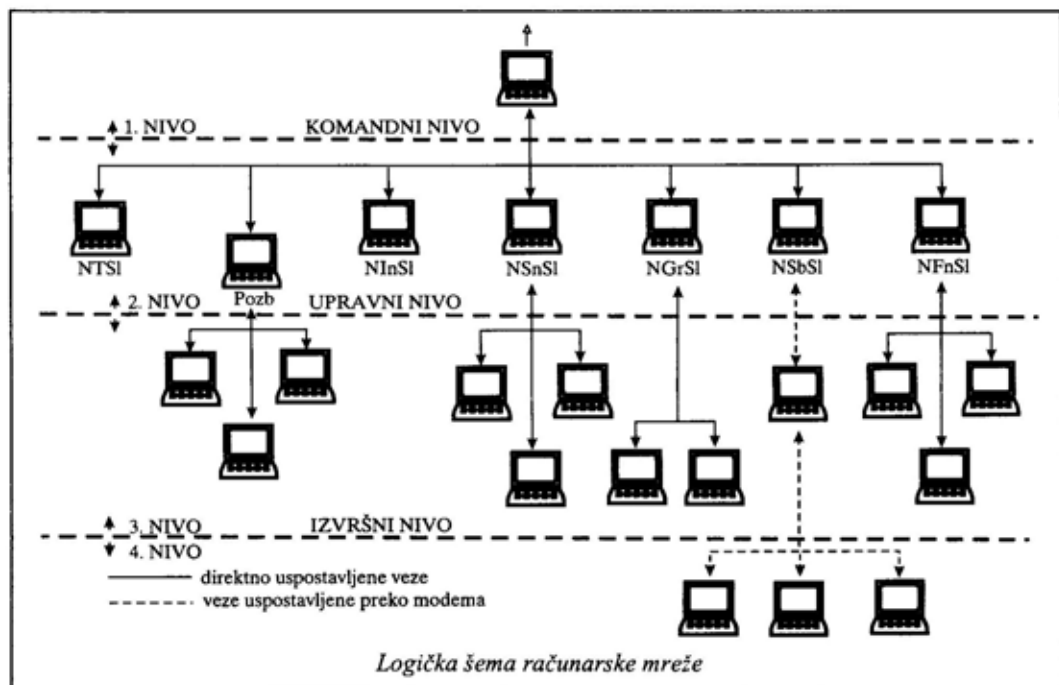 1. NIVO KOMANDNI NIVO
NTSl Pozb NInSl NSnSl NGrSl NSbSl NFnSl
2. NIVO UPRAVNI NIVO
3. NIVO IZVRŠNI NIVO
4. NIVO
direktno uspostavljene veze
veze uspostavljene preko modema
Logička šema računarske mreže